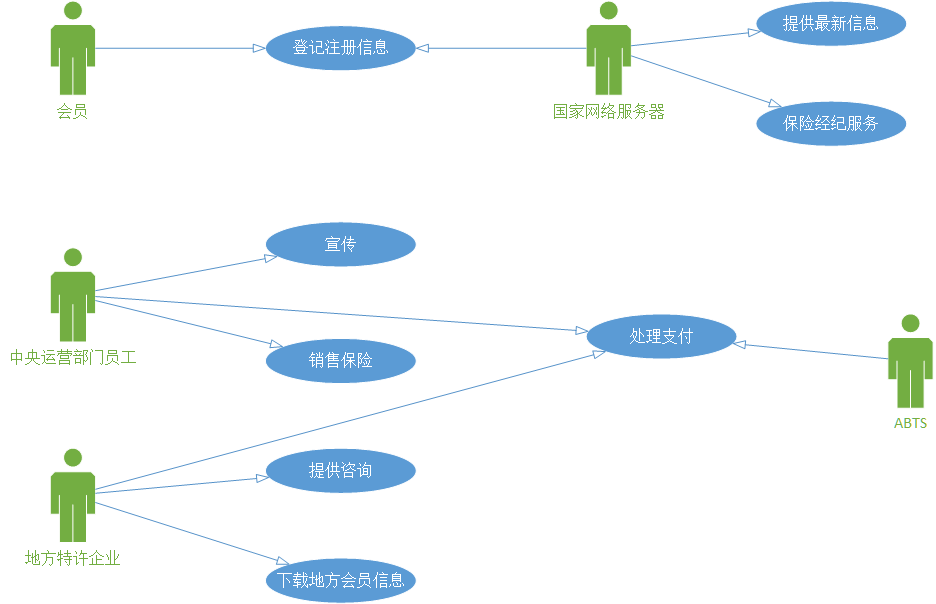 提供最新信息
登记注册信息
会员
国家网络服务器
保险经纪服务
宣传
处理支付
中央运营部门员工
销售保险
ABTS
提供咨询
地方特许企业
下载地方会员信息